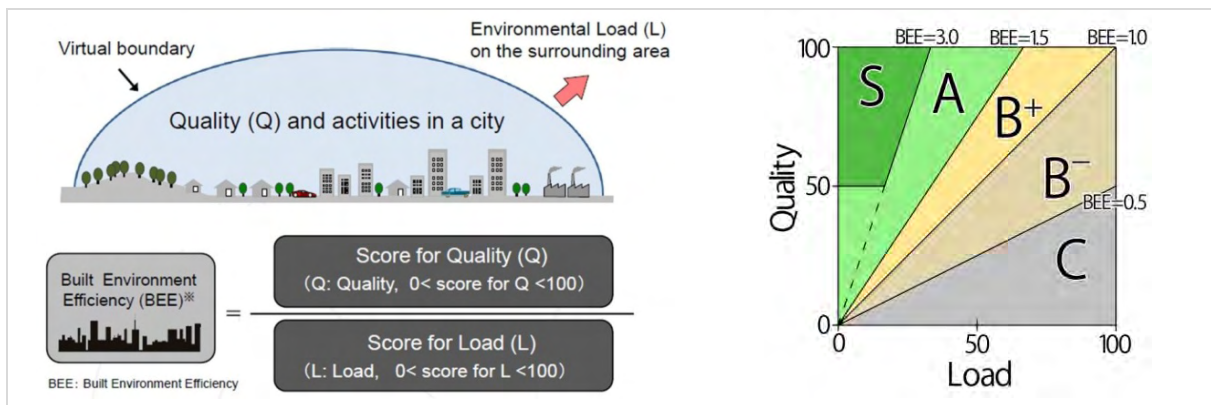 Virtual boundary
Environmental Load (L)
on the surrounding area
Quality (Q) and activities in a city
Built Environment
Efficiency (BEE)※
=
Score for Quality (Q)
(Q: Quality, 0< score for Q <100)
Score for Load (L)
(L: Load, 0< score for L <100)
BEE: Built Environment Efficiency
BEE=3.0 BEE=1.5 BEE=1.0
100
S
A
B+
B-
BEE=0.5
C
Quality
50
0
0 50 100
Load